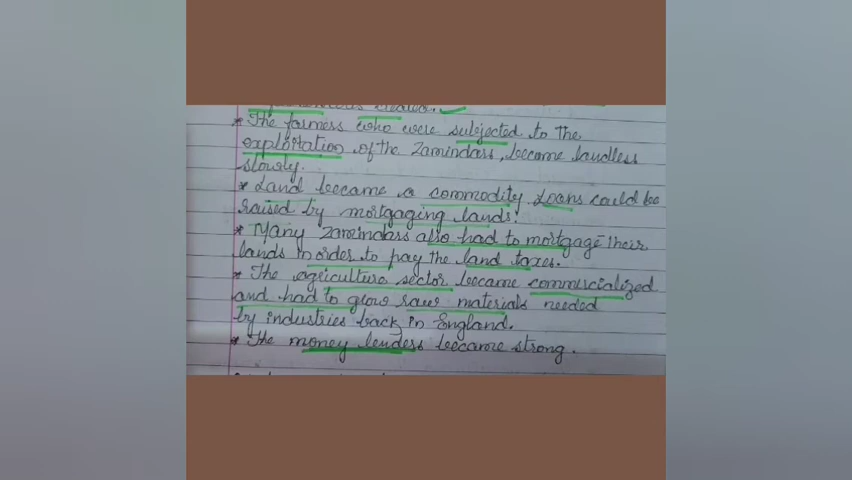 * The farmers who were subjected to the
exploitation of the Zamindars, become landless
slowly.
* Land became a commodity. Loans could be
raised by mortgaging lands.
* Many Zamindars also had to mortgage their
lands in order to pay the land taxes.
* The agriculture sector became commercialized
and had to grow raw materials needed
by industries back in England.
* The money lenders became strong.